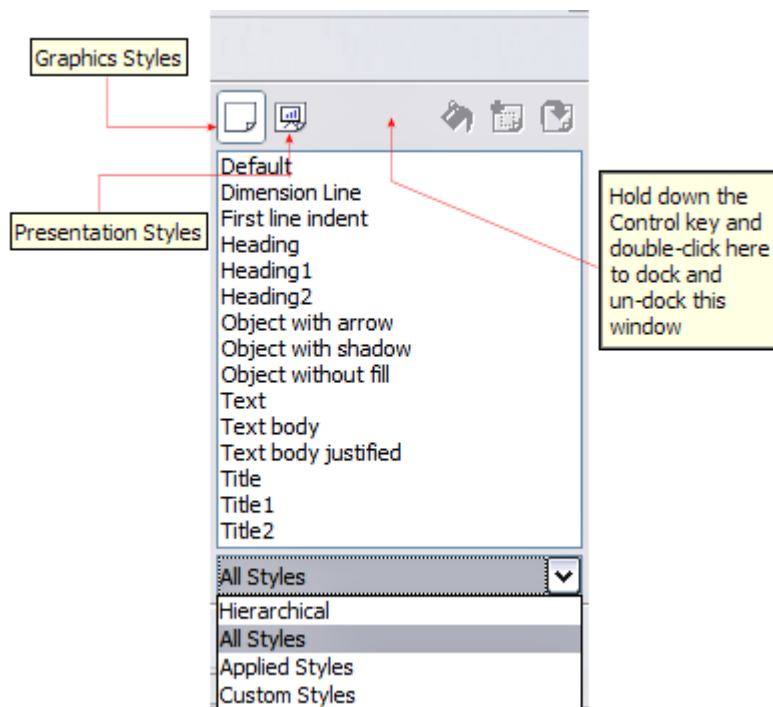 Graphics Styles
Presentation Styles
Default
Dimension Line
First line indent
Heading
Heading1
Heading2
Object with arrow
Object with shadow
Object without fill
Text
Text body
Text body justified
Title
Title1
Title2
All Styles
Hierarchical
All Styles
Applied Styles
Custom Styles
Hold down the
Control key and
double-click here
to dock and
un-dock this
window